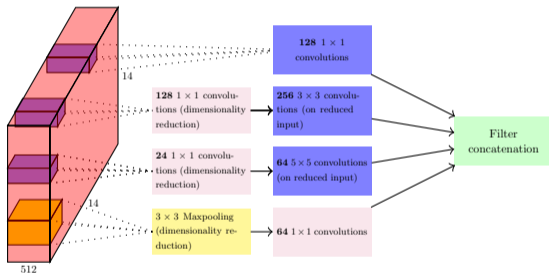 128 1 × 1
convolutions
14
128 1 × 1 convolu-
tions (dimensionality
reduction)
256 3 × 3 convolu-
tions (on reduced
input)
Filter
concatenation
24 1 × 1 convolu-
tions (dimensionality
reduction)
64 5×5 convolutions
(on reduced input)
14
3 × 3 Maxpooling
(dimensionality re-
duction)
64 1×1 convolutions
512